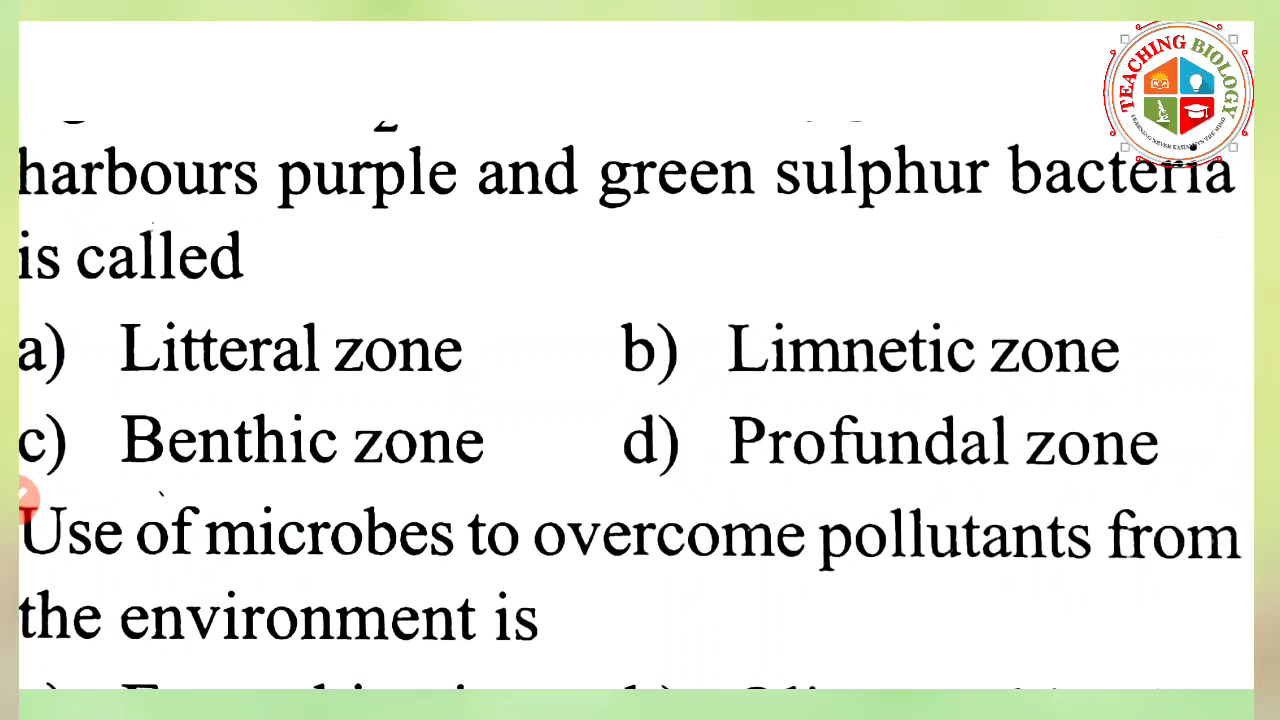 TEACHING BIOLOGY
harbours purple and green sulphur bacteria
is called
a) Litteral zone b) Limnetic zone
c) Benthic zone d) Profundal zone
Use of microbes to overcome pollutants from
the environment is